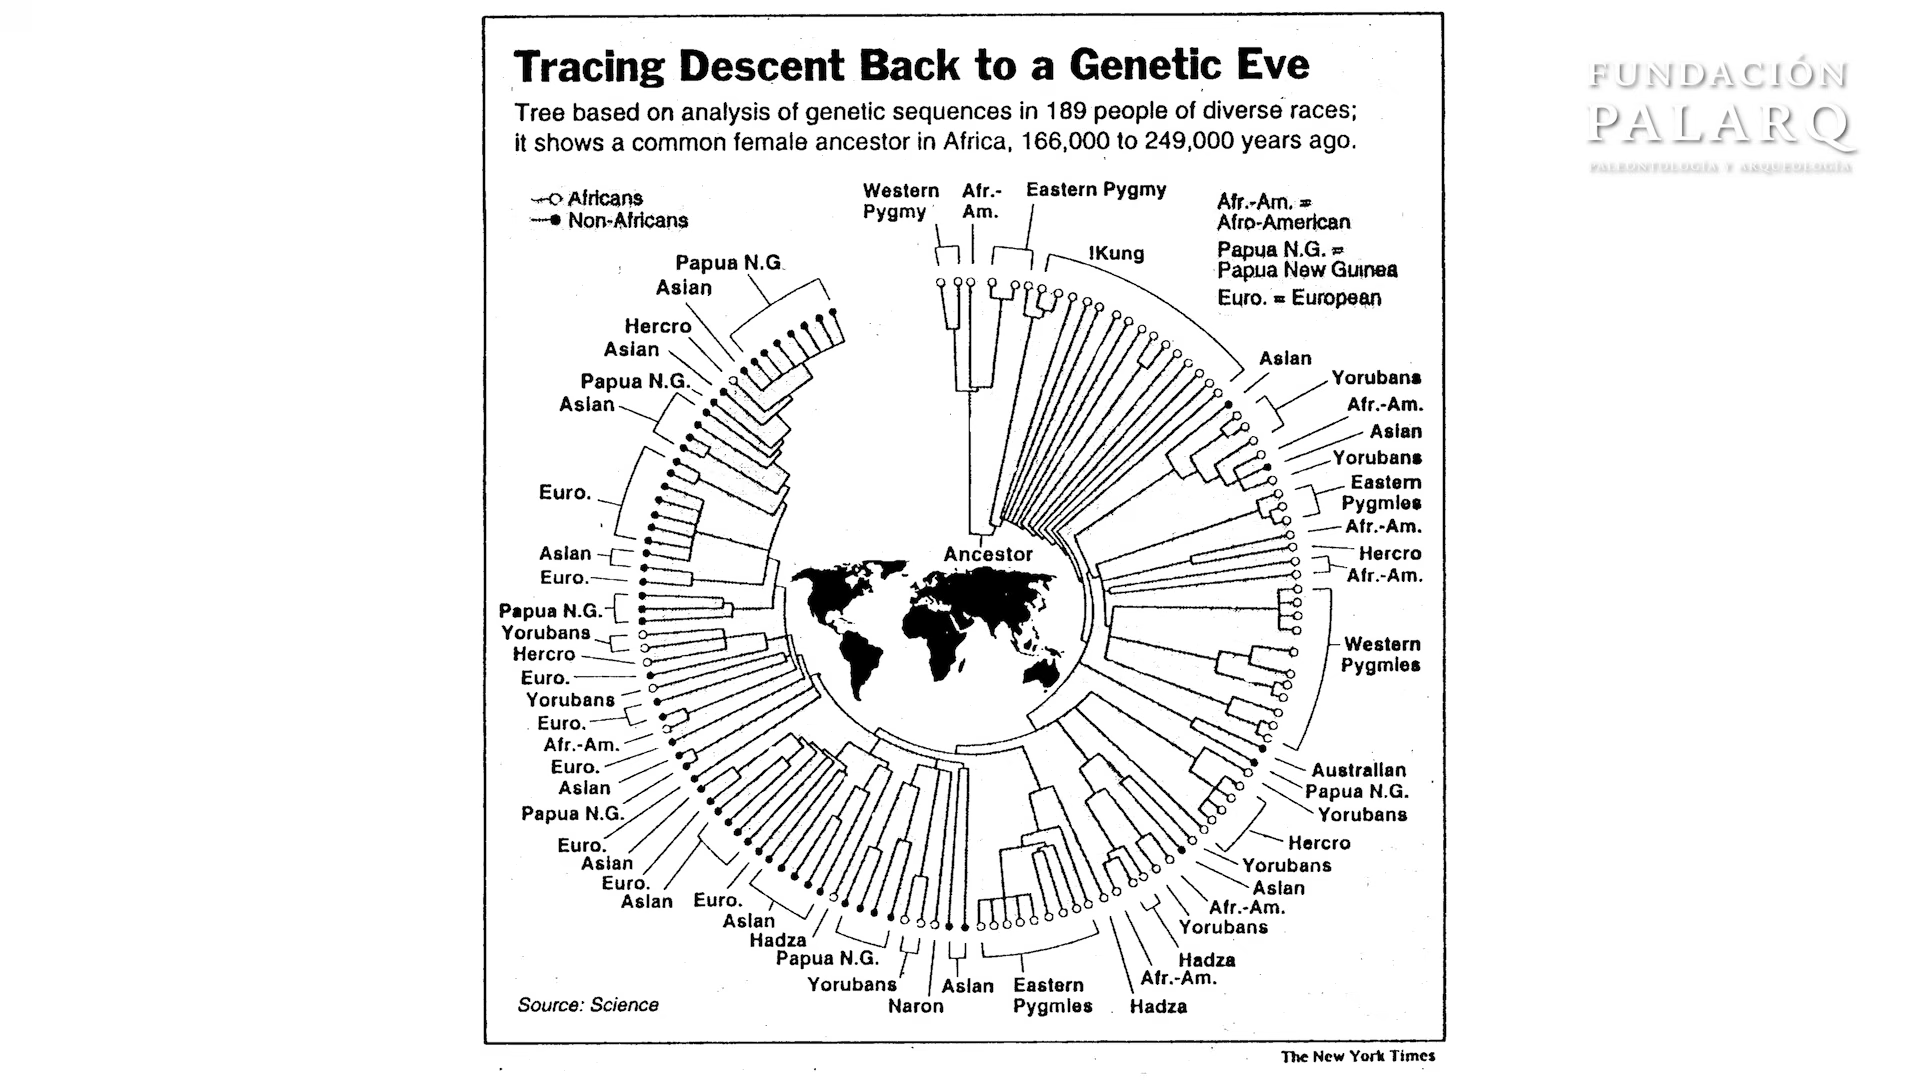 Tracing Descent Back to a Genetic Eve
Tree based on analysis of genetic sequences in 189 people of diverse races;
it shows a common female ancestor in Africa, 166,000 to 249,000 years ago.
Africans
Non-Africans
Western
Pygmy
Afr.-
Am.
Eastern Pygmy
!Kung
Afr.-Am. =
Afro-American
Papua N.G. =
Papua New Guinea
Euro. = European
Asian
Yorubans
Afr.-Am.
Asian
Yorubans
Eastern
Pygmies
Afr.-Am.
Hercro
Afr.-Am.
Western
Pygmies
Australian
Papua N.G.
Yorubans
Hercro
Yorubans
Asian
Afr.-Am.
Yorubans
Hadza
Afr.-Am.
Hadza
Eastern
Pygmies
Asian
Naron
Yorubans
Papua N.G.
Hadza
Asian
Euro.
Asian
Euro.
Asian
Euro.
Papua N.G.
Asian
Euro.
Afr.-Am.
Euro.
Yorubans
Euro.
Hercro
Yorubans
Papua N.G.
Euro.
Asian
Euro.
Asian
Papua N.G.
Asian
Hercro
Asian
Papua N.G.
Ancestor
Source: Science
The New York Times
FUNDACIÓN
PALARQ
PALEONTOLOGÍA Y ARQUEOLOGÍA